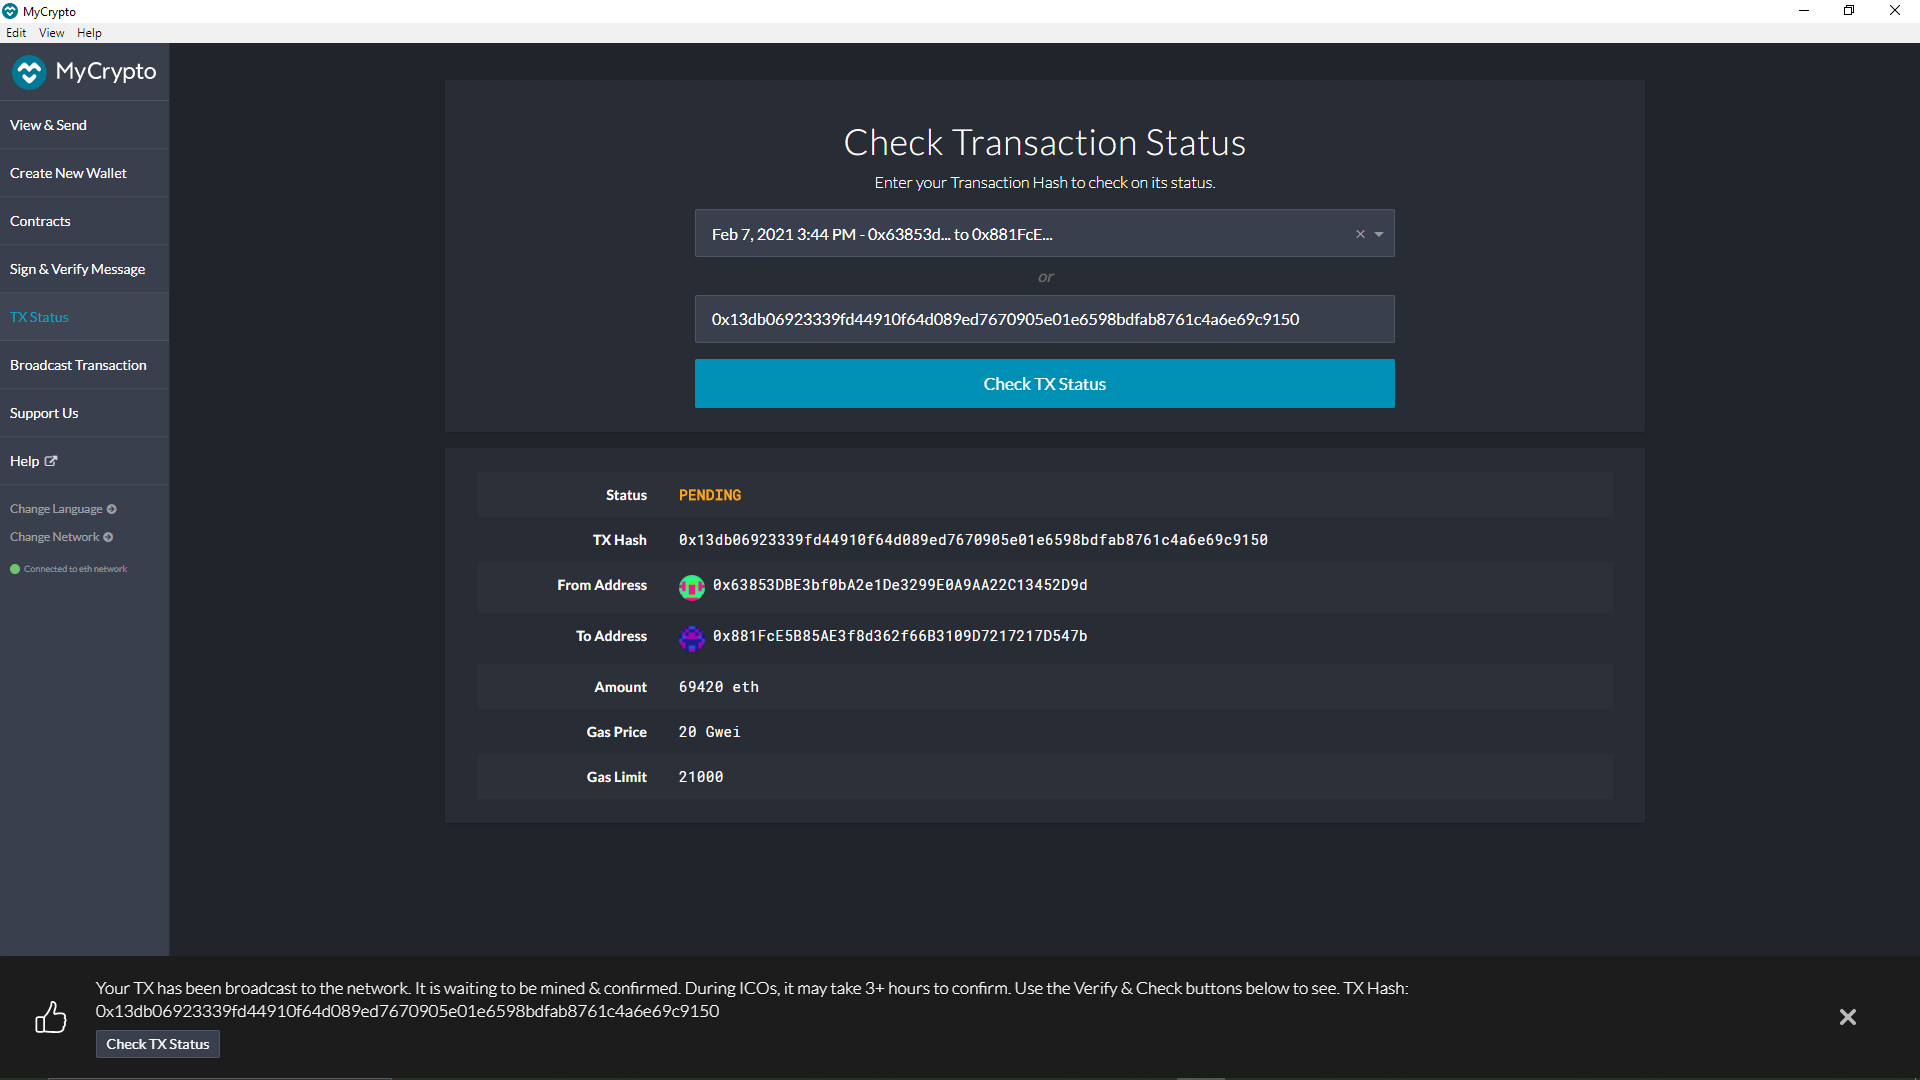 MyCrypto
Edit View Help
MyCrypto
View & Send
Create New Wallet
Contracts
Sign & Verify Message
TX Status
Broadcast Transaction
Support Us
Help
Change Language
Change Network
Connected to eth network
Check Transaction Status
Enter your Transaction Hash to check on its status.
Feb 7, 2021 3:44 PM - 0x63853d... to 0x881FcE...
or
0x13db06923339fd44910f64d089ed7670905e01e6598bdfab8761c4a6e69c9150
Check TX Status
Status PENDING
TX Hash 0x13db06923339fd44910f64d089ed7670905e01e6598bdfab8761c4a6e69c9150
From Address 0x63853DBE3bf0bA2e1De3299E0A9AA22C13452D9d
To Address 0x881FcE5B85AE3f8d362f66B3109D7217217D547b
Amount 69420 eth
Gas Price 20 Gwei
Gas Limit 21000
Your TX has been broadcast to the network. It is waiting to be mined & confirmed. During ICOs, it may take 3+ hours to confirm. Use the Verify & Check buttons below to see. TX Hash:
0x13db06923339fd44910f64d089ed7670905e01e6598bdfab8761c4a6e69c9150
Check TX Status